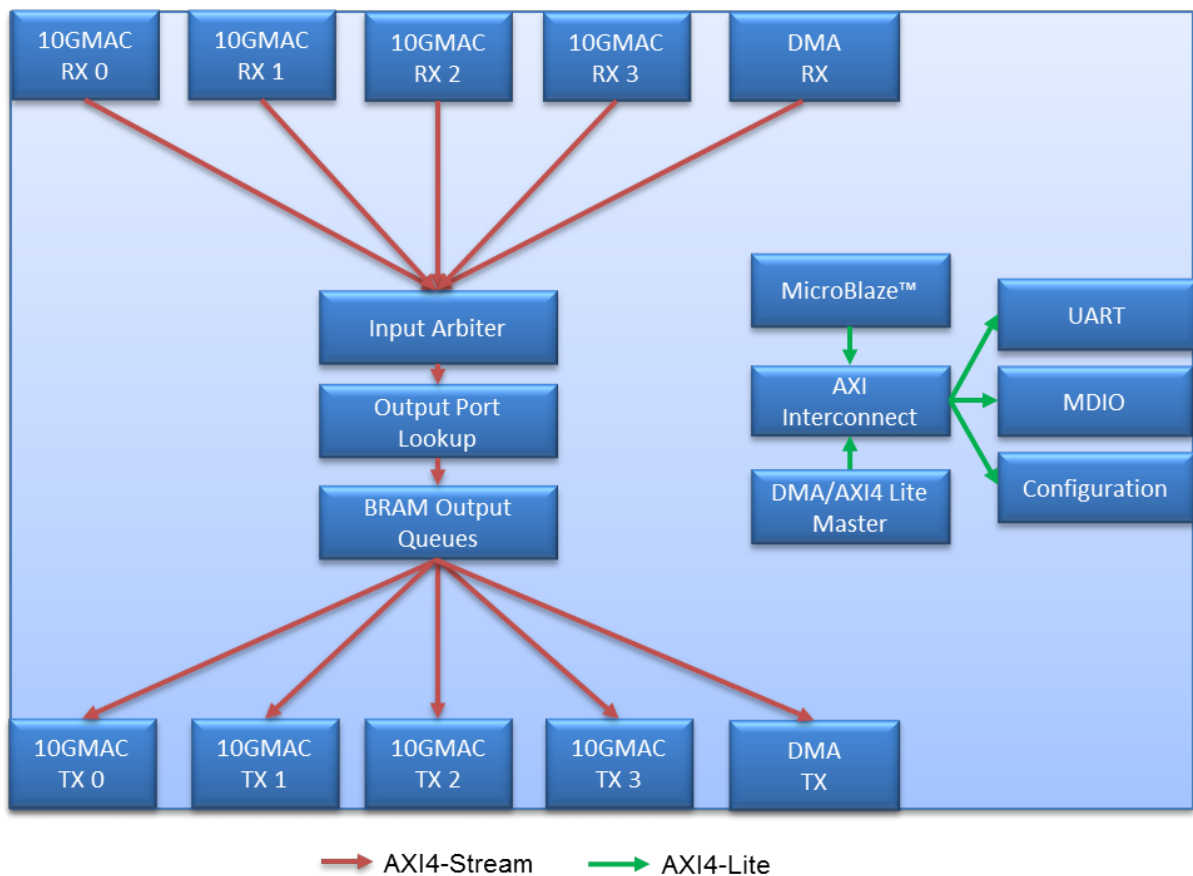 10GMAC
RX 0
10GMAC
RX 1
10GMAC
RX 2
10GMAC
RX 3
DMA
RX
Input Arbiter
Output Port
Lookup
BRAM Output
Queues
MicroBlaze™
AXI
Interconnect
DMA/AXI4 Lite
Master
UART
MDIO
Configuration
10GMAC
TX 0
10GMAC
TX 1
10GMAC
TX 2
10GMAC
TX 3
DMA
TX
AXI4-Stream
AXI4-Lite